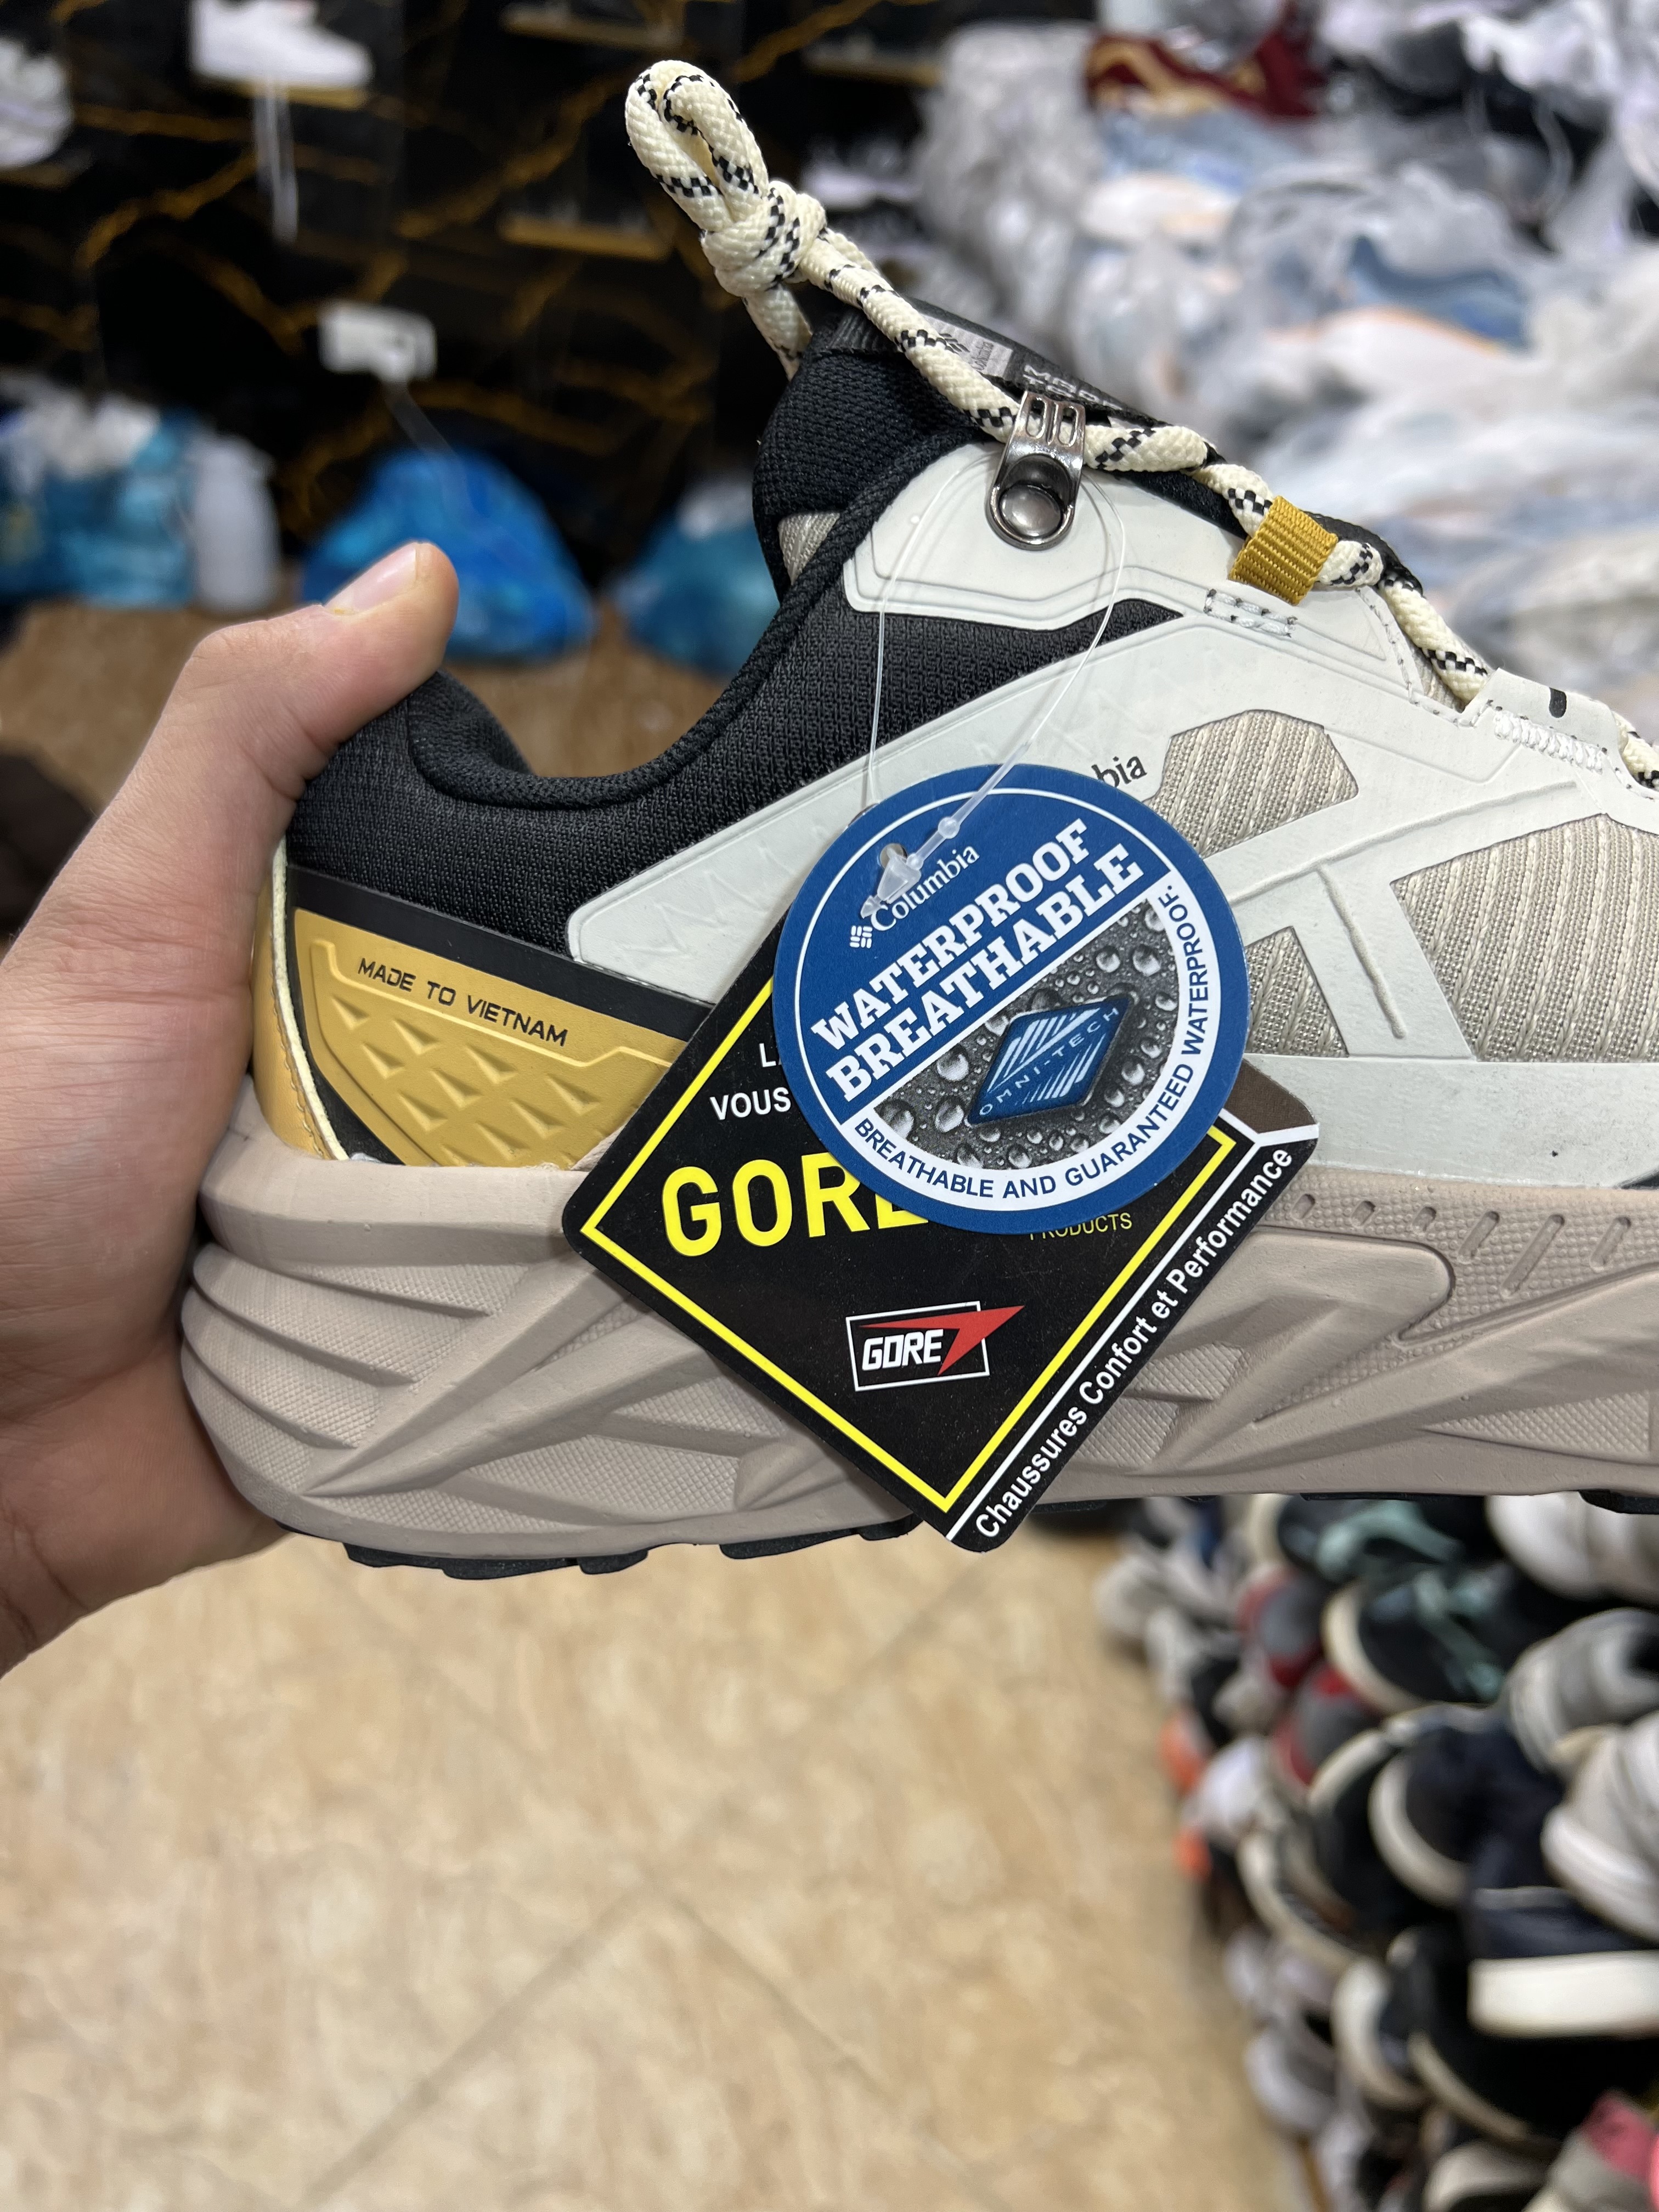 bia
MADE TO VIETNAM
Columbia
WATERPROOF
BREATHABLE
OMNI-TECH
BREATHABLE AND GUARANTEED WATERPROOF.
VOUS
GORE
PRODUCTS
GORE
Chaussures Confort et Performance